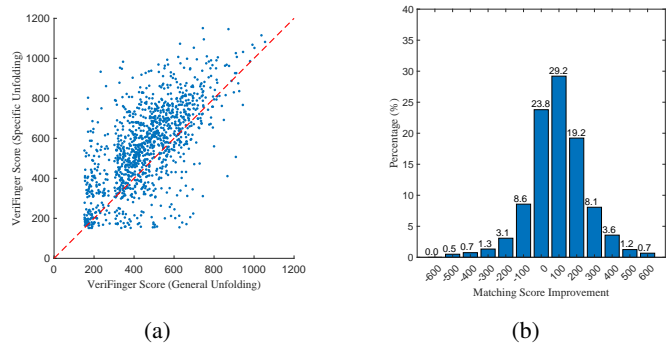 1200
1000
800
600
400
200
0
VeriFinger Score (Specific Unfolding)
0 200 400 600 800 1000 1200
VeriFinger Score (General Unfolding)
(a)
40
35
30
25
20
15
10
5
0
Percentage (%)
0.0 0.5 0.7 1.3 3.1 8.6 23.8 29.2 19.2 8.1 3.6 1.2 0.7
-600 -500 -400 -300 -200 -100 0 100 200 300 400 500 600
Matching Score Improvement
(b)